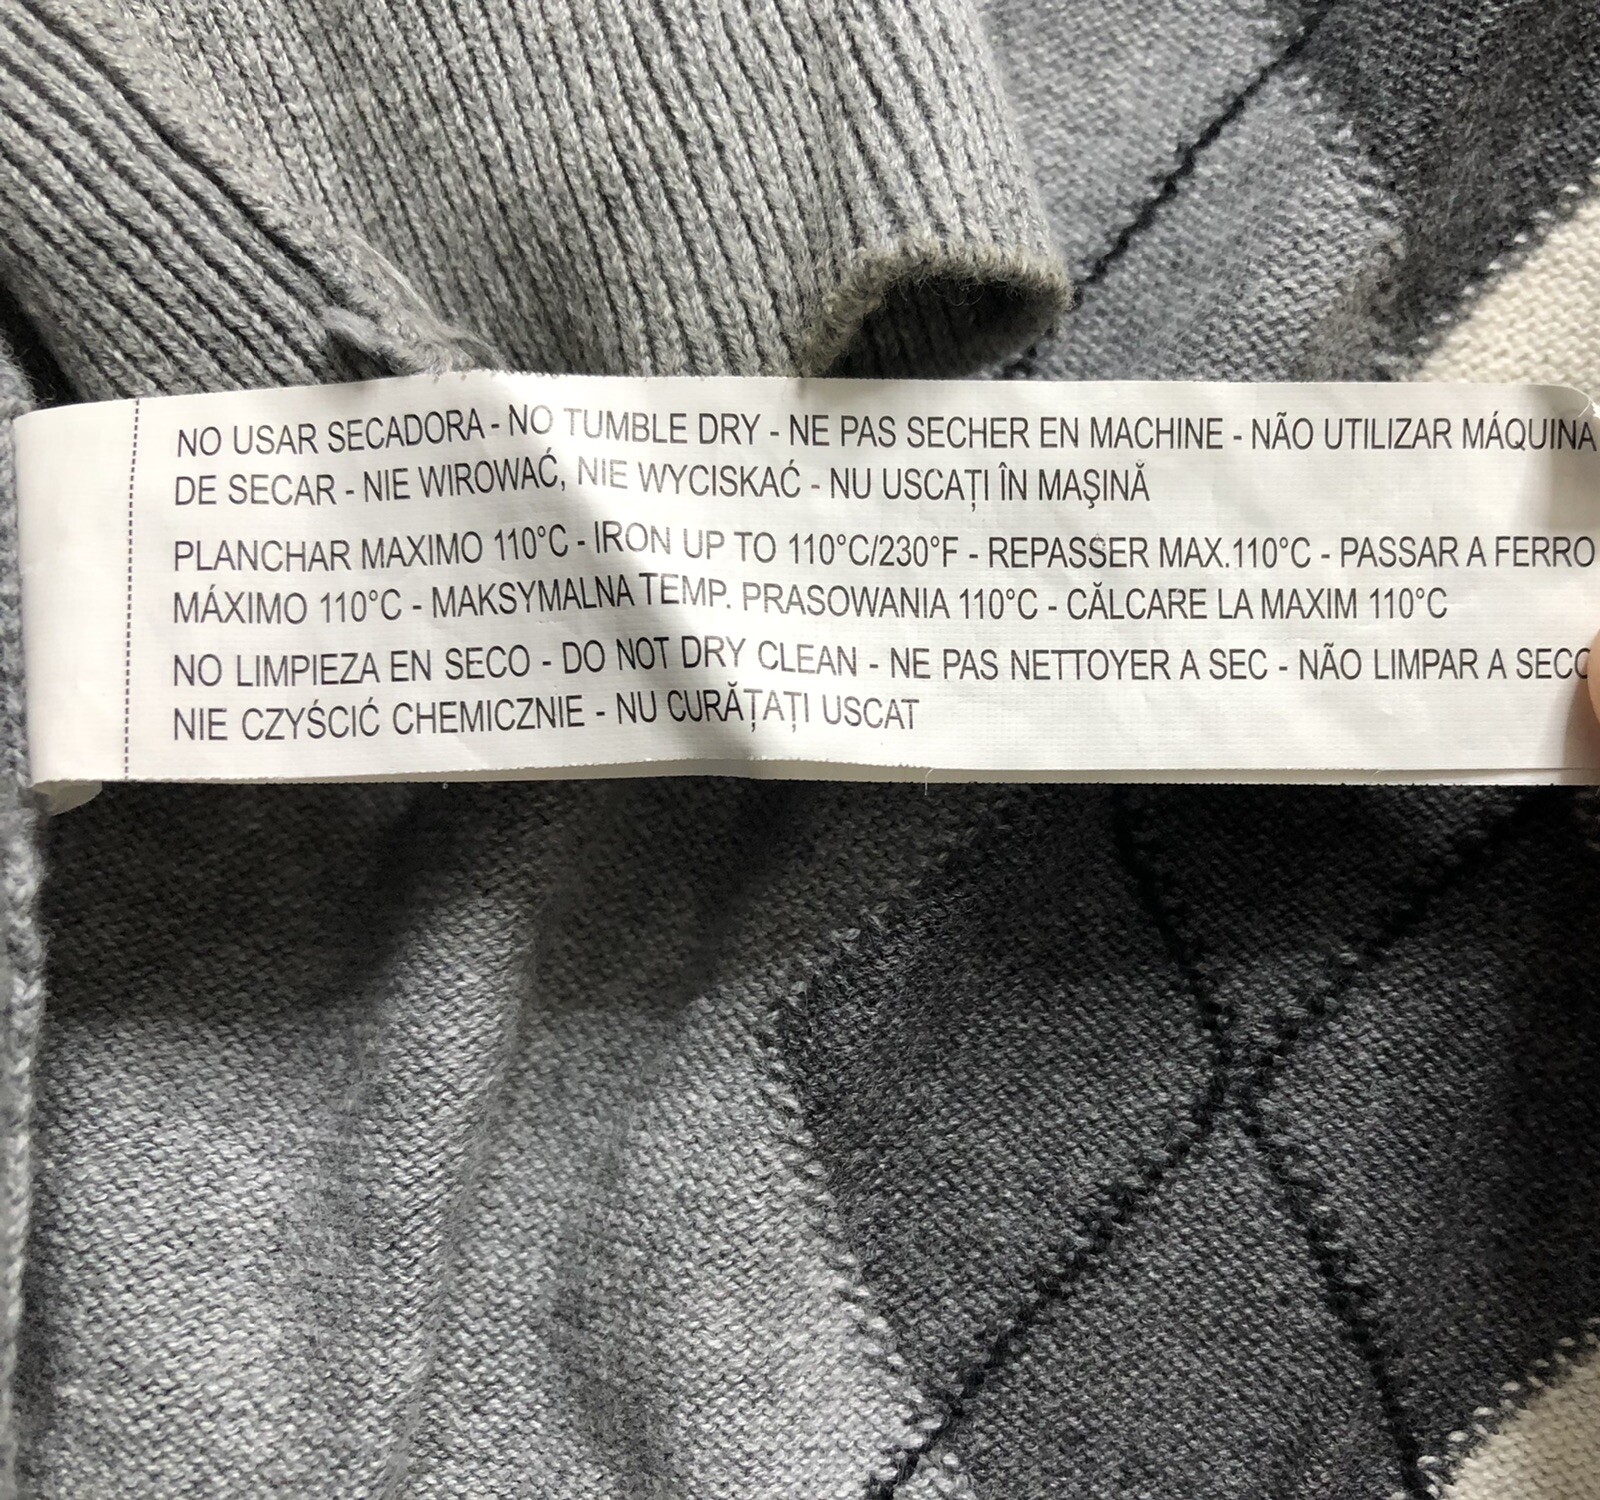 NO USAR SECADORA - NO TUMBLE DRY - NE PAS SECHER EN MACHINE - NÃO UTILIZAR MÁQUINA
DE SECAR - NIE WIROWAĆ, NIE WYCISKAĆ - NU USCAȚI ÎN MAŞINĂ
PLANCHAR MAXIMO 110°C - IRON UP TO 110°C/230°F - REPASSER MAX.110°C - PASSAR A FERRO
MÁXIMO 110°C - MAKSYMALNA TEMP. PRASOWANIA 110°C - CĂLCARE LA MAXIM 110°C
NO LIMPIEZA EN SECO - DO NOT DRY CLEAN - NE PAS NETTOYER A SEC - NÃO LIMPAR A SECO
NIE CZYŚCIĆ CHEMICZNIE - NU CURĂȚAȚI USCAT